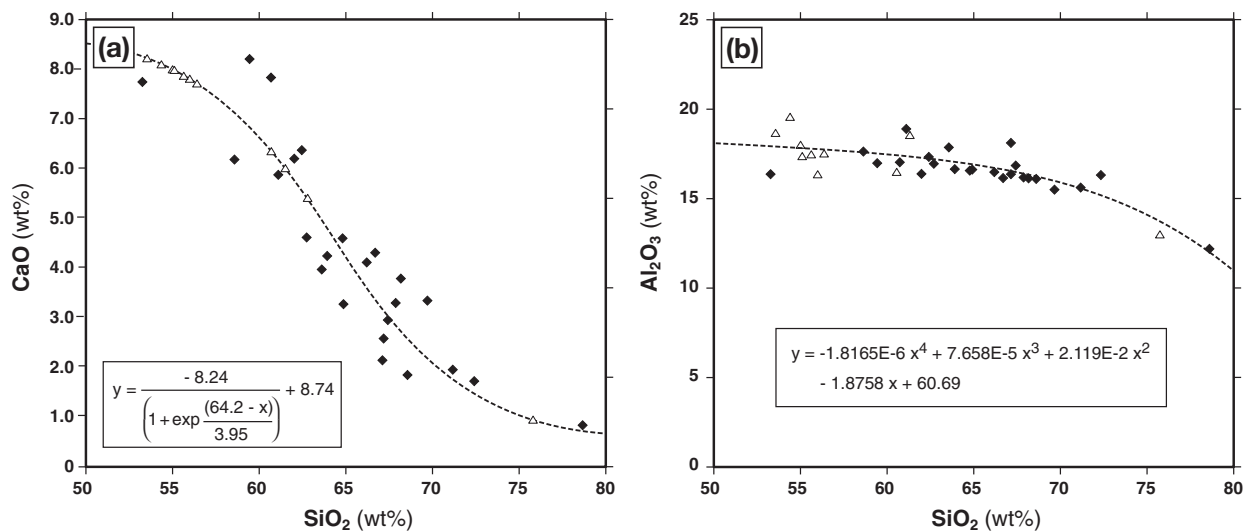 (a)
9.0
8.0
7.0
6.0
5.0
4.0
3.0
2.0
1.0
0
CaO (wt%)
y = - 8.24 / (1 + exp (64.2 - x) / 3.95) + 8.74
50 55 60 65 70 75 80
SiO₂ (wt%)
(b)
25
20
15
10
5
0
Al₂O₃ (wt%)
y = -1.8165E-6 x⁴ + 7.658E-5 x³ + 2.119E-2 x²
- 1.8758 x + 60.69
50 55 60 65 70 75 80
SiO₂ (wt%)